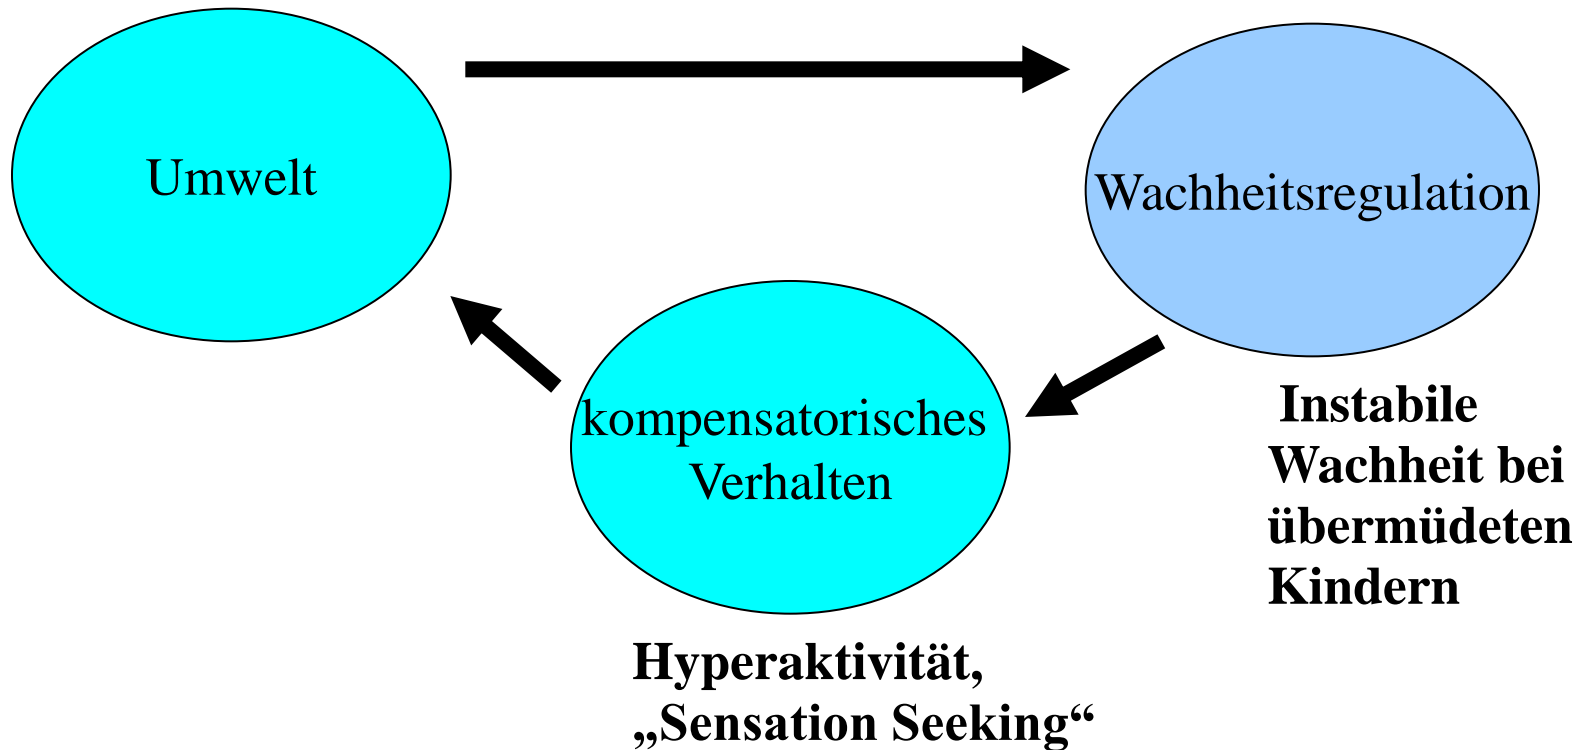 Umwelt
Wachheitsregulation
kompensatorisches
Verhalten
Instabile
Wachheit bei
übermüdeten
Kindern
Hyperaktivität,
„Sensation Seeking“